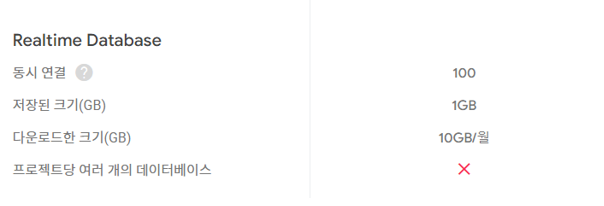 Realtime Database
동시 연결 ?
100
저장된 크기(GB)
1GB
다운로드한 크기(GB)
10GB/월
프로젝트당 여러 개의 데이터베이스